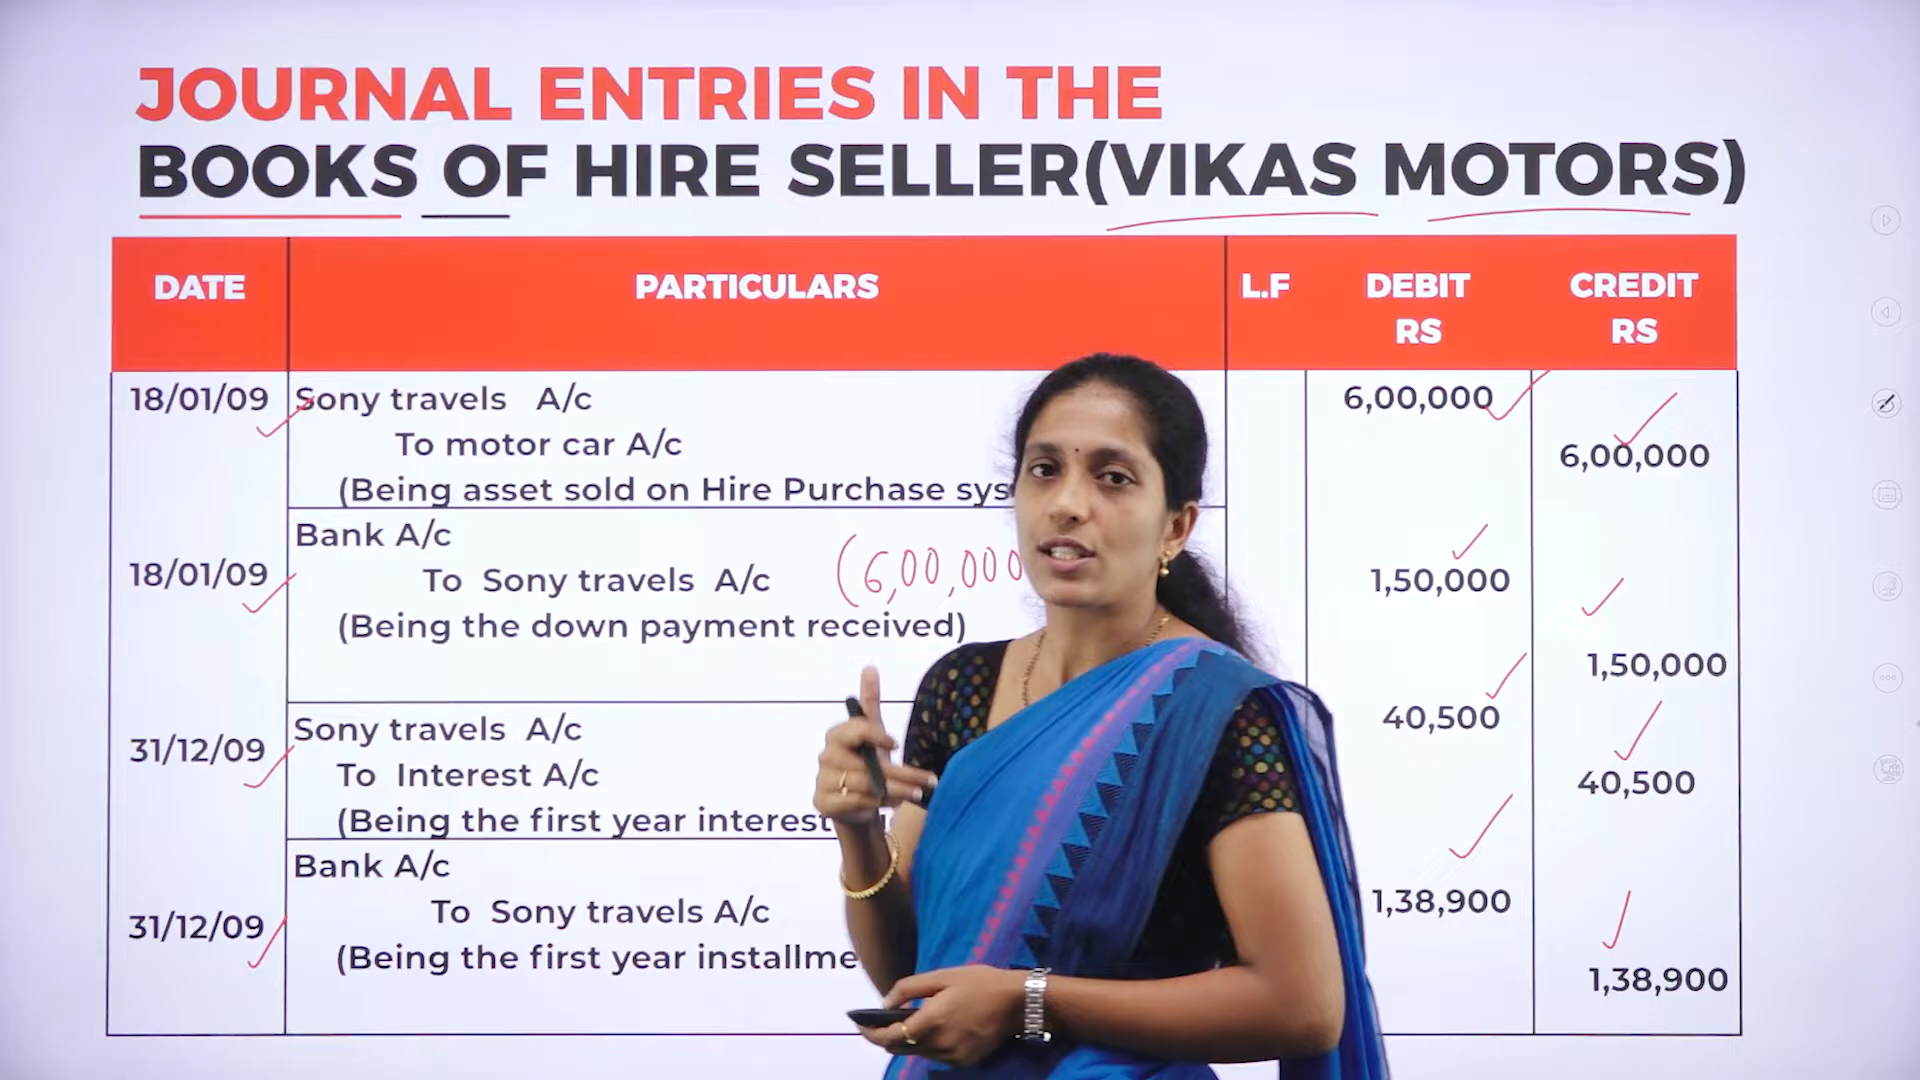 JOURNAL ENTRIES IN THE
BOOKS OF HIRE SELLER(VIKAS MOTORS)
DATE PARTICULARS L.F DEBIT RS CREDIT RS
18/01/09 Sony travels A/c 6,00,000
To motor car A/c 6,00,000
(Being asset sold on Hire Purchase
18/01/09 Bank A/c
To Sony travels A/c (6,00,000 1,50,000
(Being the down payment received) 1,50,000
31/12/09 Sony travels A/c 40,500
To Interest A/c 40,500
(Being the first year interest
31/12/09 Bank A/c 1,38,900
To Sony travels A/c
(Being the first year 1,38,900